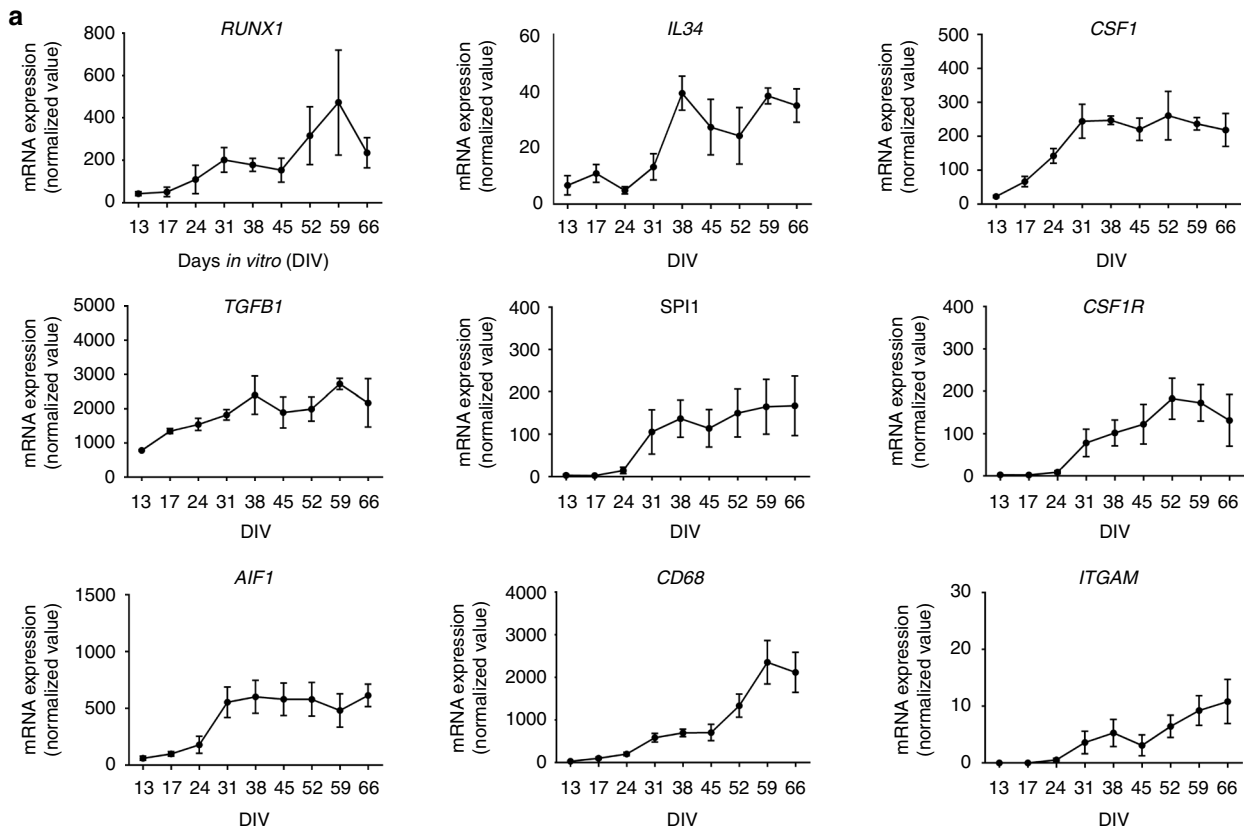 a
RUNX1
mRNA expression
(normalized value)
800
600
400
200
0
13 17 24 31 38 45 52 59 66
Days in vitro (DIV)
IL34
mRNA expression
(normalized value)
60
40
20
0
13 17 24 31 38 45 52 59 66
DIV
CSF1
mRNA expression
(normalized value)
500
400
300
200
100
0
13 17 24 31 38 45 52 59 66
DIV
TGFB1
mRNA expression
(normalized value)
5000
4000
3000
2000
1000
0
13 17 24 31 38 45 52 59 66
DIV
SPI1
mRNA expression
(normalized value)
400
300
200
100
0
13 17 24 31 38 45 52 59 66
DIV
CSF1R
mRNA expression
(normalized value)
400
300
200
100
0
13 17 24 31 38 45 52 59 66
DIV
AIF1
mRNA expression
(normalized value)
1500
1000
500
0
13 17 24 31 38 45 52 59 66
DIV
CD68
mRNA expression
(normalized value)
4000
3000
2000
1000
0
13 17 24 31 38 45 52 59 66
DIV
ITGAM
mRNA expression
(normalized value)
30
20
10
0
13 17 24 31 38 45 52 59 66
DIV